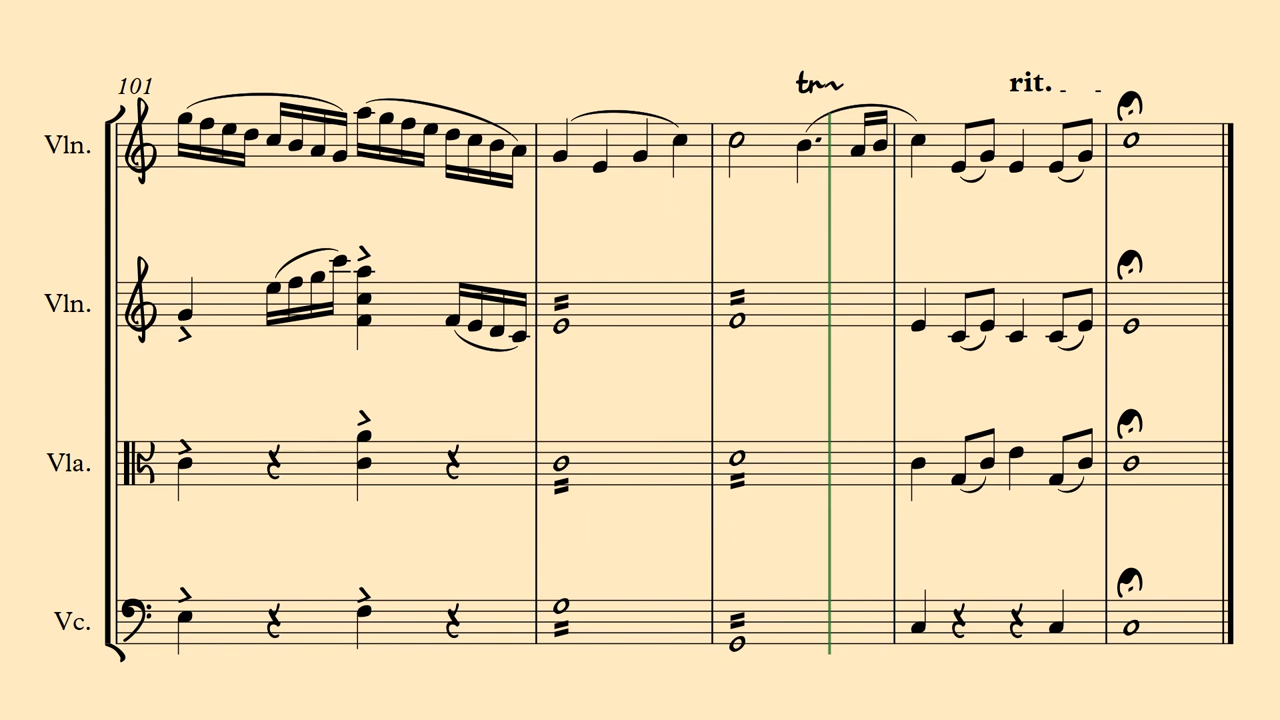 101
tr
rit.
Vln.
Vln.
Vla.
Vc.